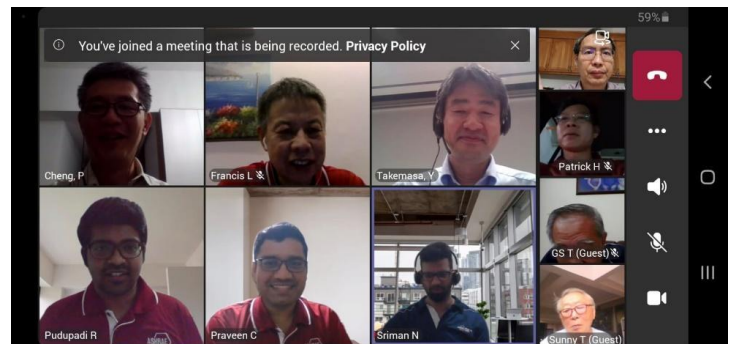 59%
You've joined a meeting that is being recorded. Privacy Policy
Cheng, P
Francis L
Takemasa, Y
Patrick H
GS T (Guest)
Pudupadi R
Praveen C
Sriman N
Sunny T (Guest)